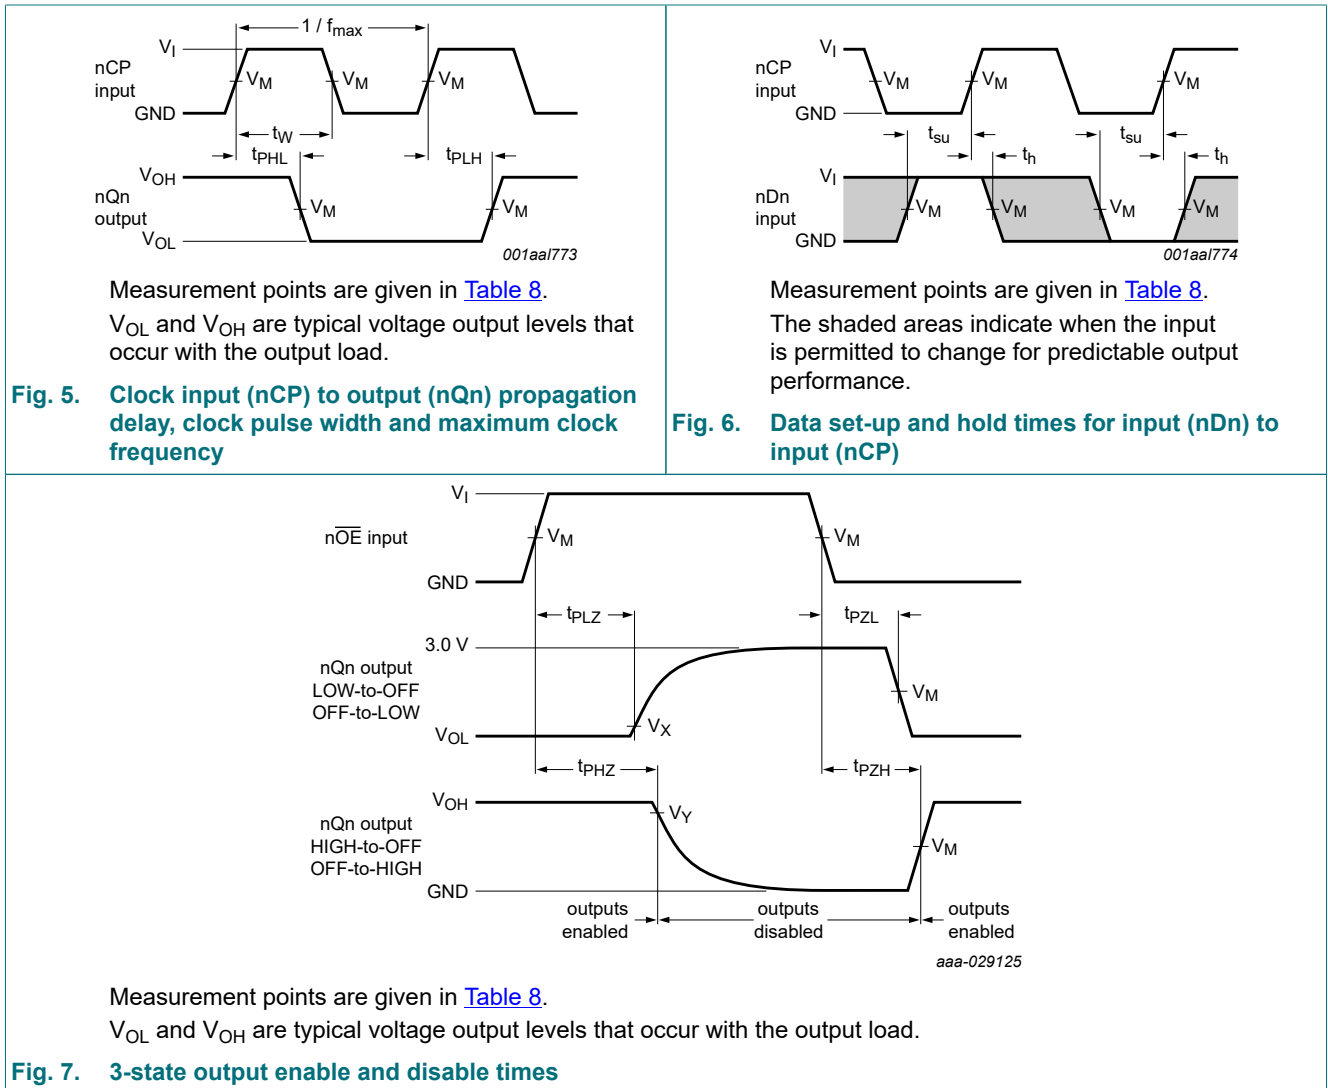 1 / fmax
VI
nCP
input
VM
VM
VM
GND
tW
tPHL
tPLH
VOH
nQn
output
VM
VM
VOL
001aal773
Measurement points are given in Table 8.
VOL and VOH are typical voltage output levels that
occur with the output load.
Fig. 5. Clock input (nCP) to output (nQn) propagation
delay, clock pulse width and maximum clock
frequency
VI
nCP
input
VM
VM
VM
GND
tsu
tsu
th
th
VI
nDn
input
VM
VM
VM
VM
GND
001aal774
Measurement points are given in Table 8.
The shaded areas indicate when the input
is permitted to change for predictable output
performance.
Fig. 6. Data set-up and hold times for input (nDn) to
input (nCP)
VI
nOE input
VM
VM
GND
tPLZ
tPZL
3.0 V
nQn output
LOW-to-OFF
OFF-to-LOW
VM
VX
VOL
tPHZ
tPZH
VOH
nQn output
HIGH-to-OFF
OFF-to-HIGH
VY
VM
GND
outputs
enabled
outputs
disabled
outputs
enabled
aaa-029125
Measurement points are given in Table 8.
VOL and VOH are typical voltage output levels that occur with the output load.
Fig. 7. 3-state output enable and disable times